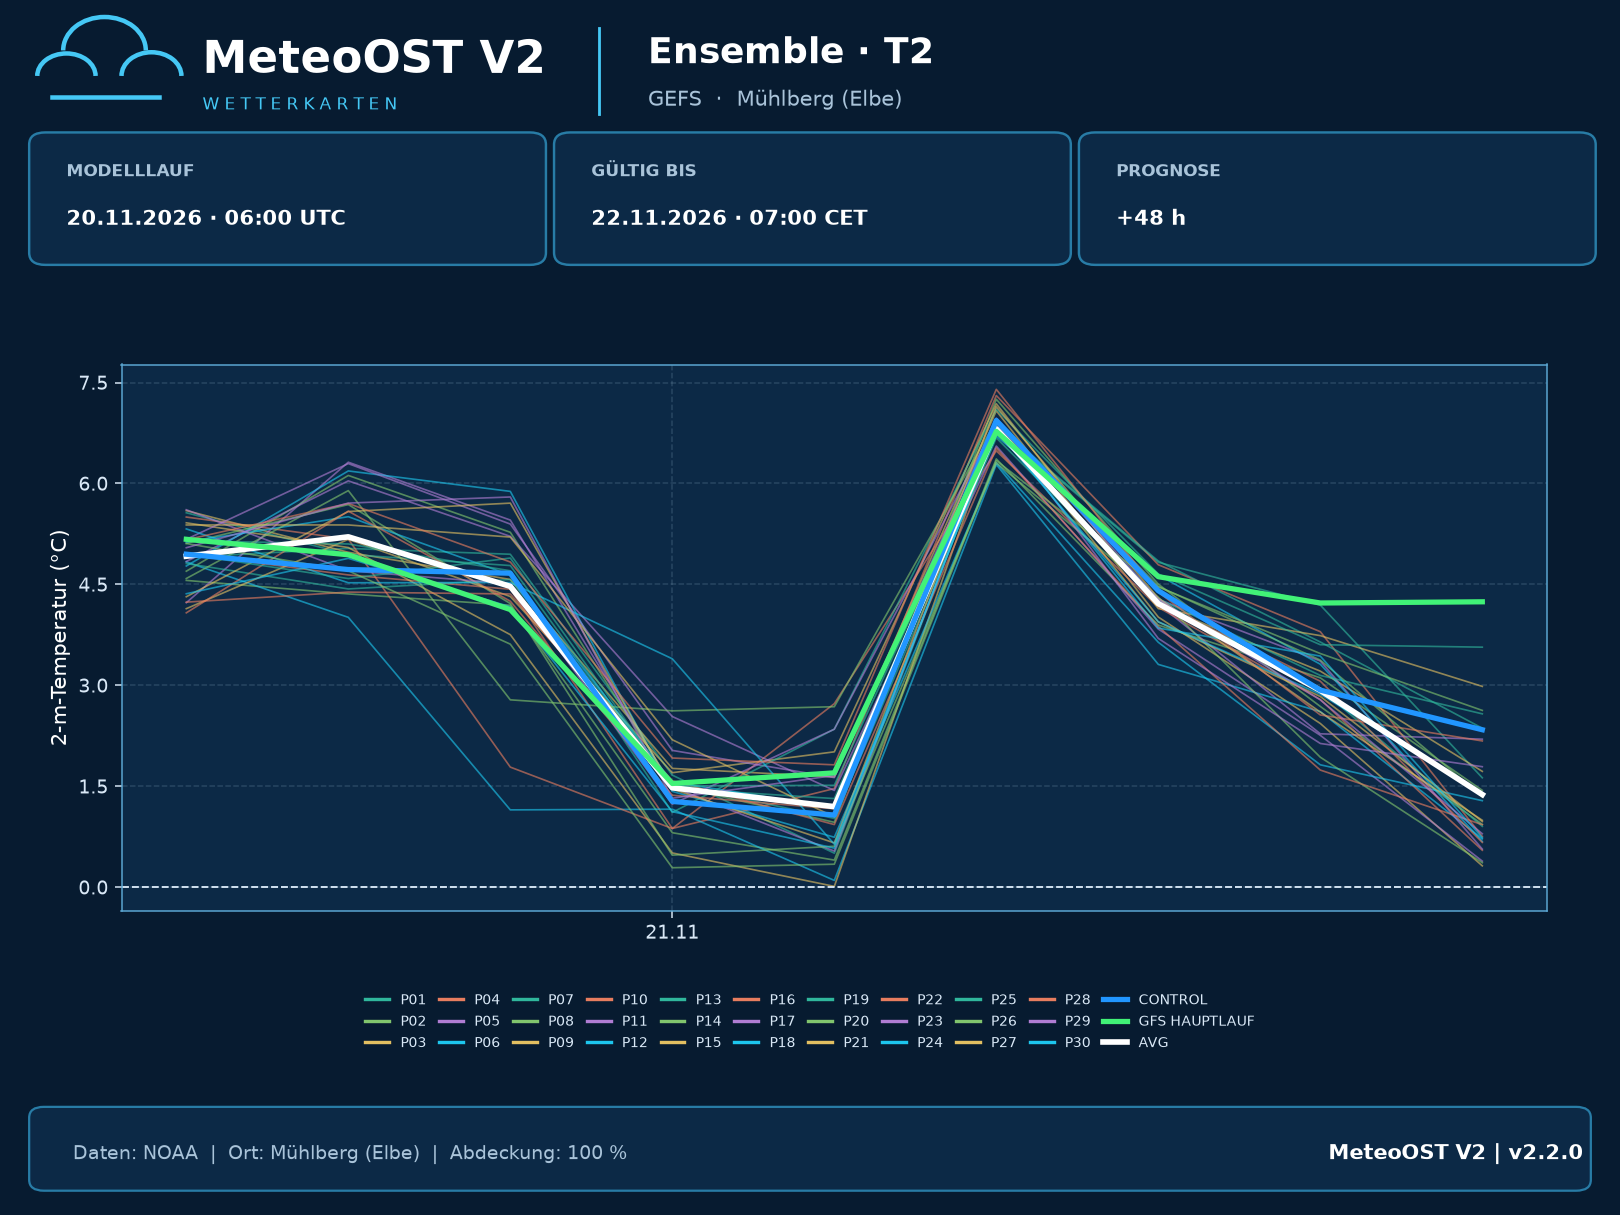 MeteoOST V2
WETTERKARTEN
Ensemble · T2
GEFS · Mühlberg (Elbe)
MODELLLAUF
20.11.2026 · 06:00 UTC
GÜLTIG BIS
22.11.2026 · 07:00 CET
PROGNOSE
+48 h
2-m-Temperatur (°C)
7.5
6.0
4.5
3.0
1.5
0.0
21.11
P01 P04 P07 P10 P13 P16 P19 P22 P25 P28 CONTROL
P02 P05 P08 P11 P14 P17 P20 P23 P26 P29 GFS HAUPTLAUF
P03 P06 P09 P12 P15 P18 P21 P24 P27 P30 AVG
Daten: NOAA | Ort: Mühlberg (Elbe) | Abdeckung: 100 %
MeteoOST V2 | v2.2.0